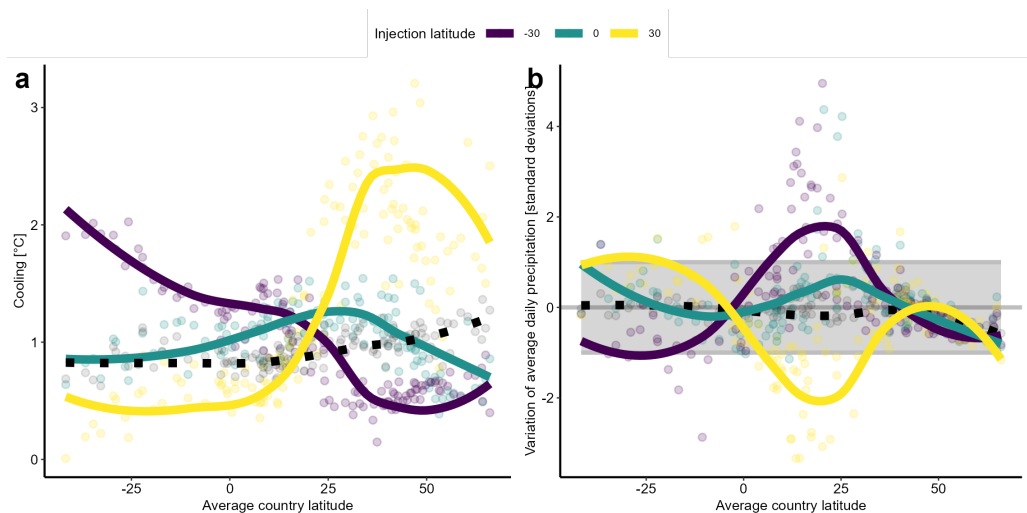 Injection latitude -30 0 30
a
b
Cooling [°C]
3
2
1
0
-25 0 25 50
Average country latitude
Variation of average daily precipitation [standard deviations]
4
2
0
-2
-25 0 25 50
Average country latitude